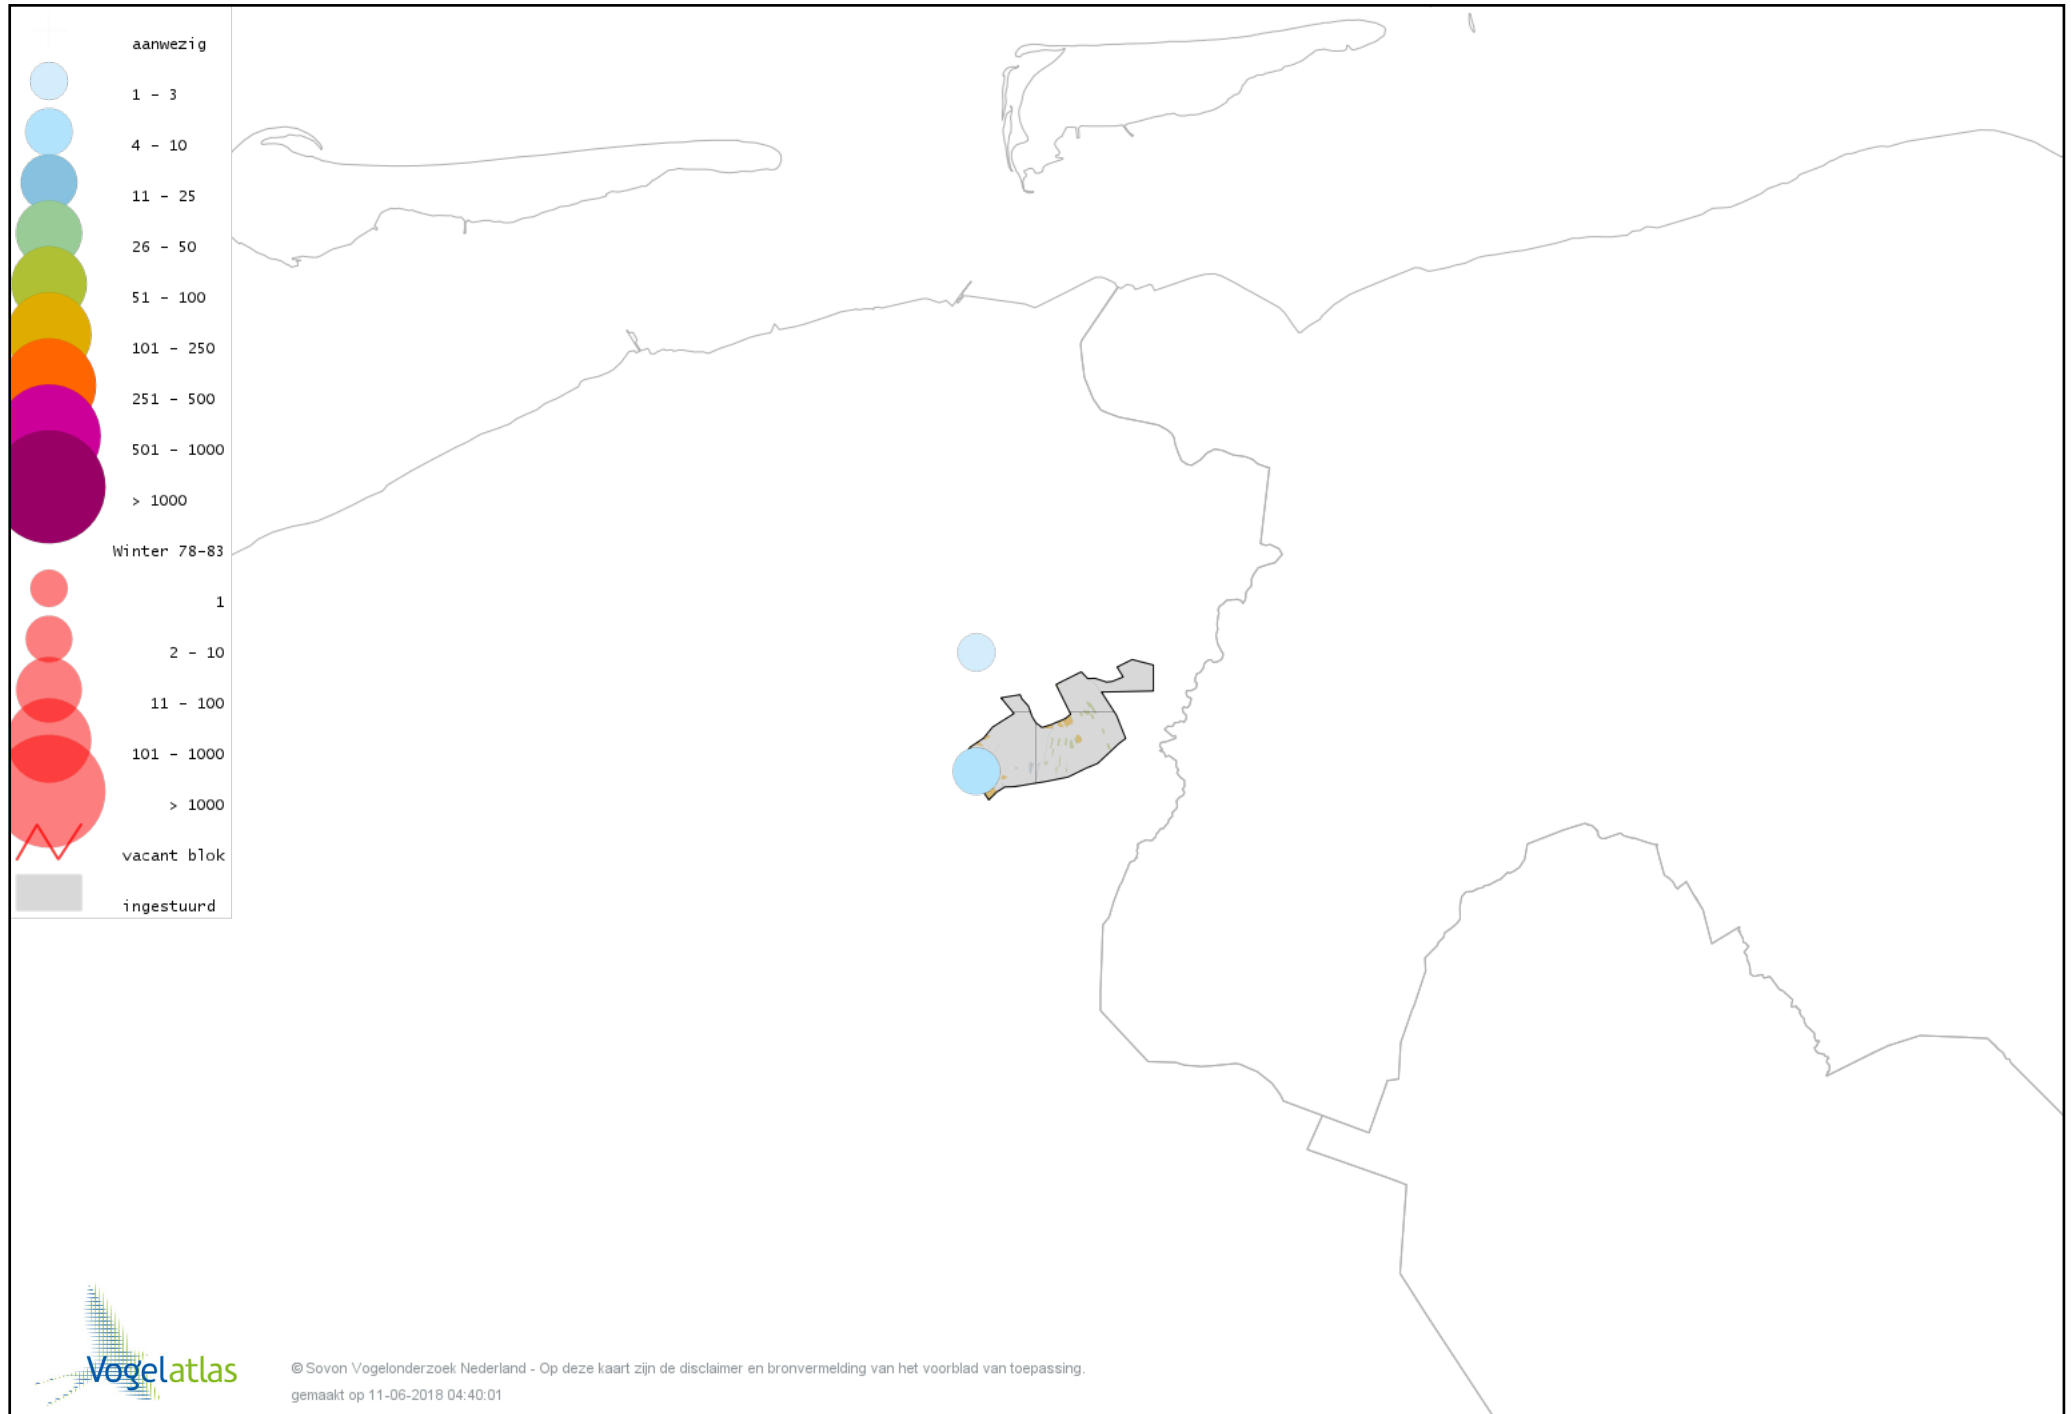 aanwezig
1 - 3
4 - 10
11 - 25
26 - 50
51 - 100
101 - 250
251 - 500
501 - 1000
> 1000
Winter 78-83
1
2 - 10
11 - 100
101 - 1000
> 1000
vacant blok
ingestuurd
Vogelatlas
© Sovon Vogelonderzoek Nederland - Op deze kaart zijn de disclaimer en bronvermelding van het voorblad van toepassing.
gemaakt op 11-06-2018 04:40:01